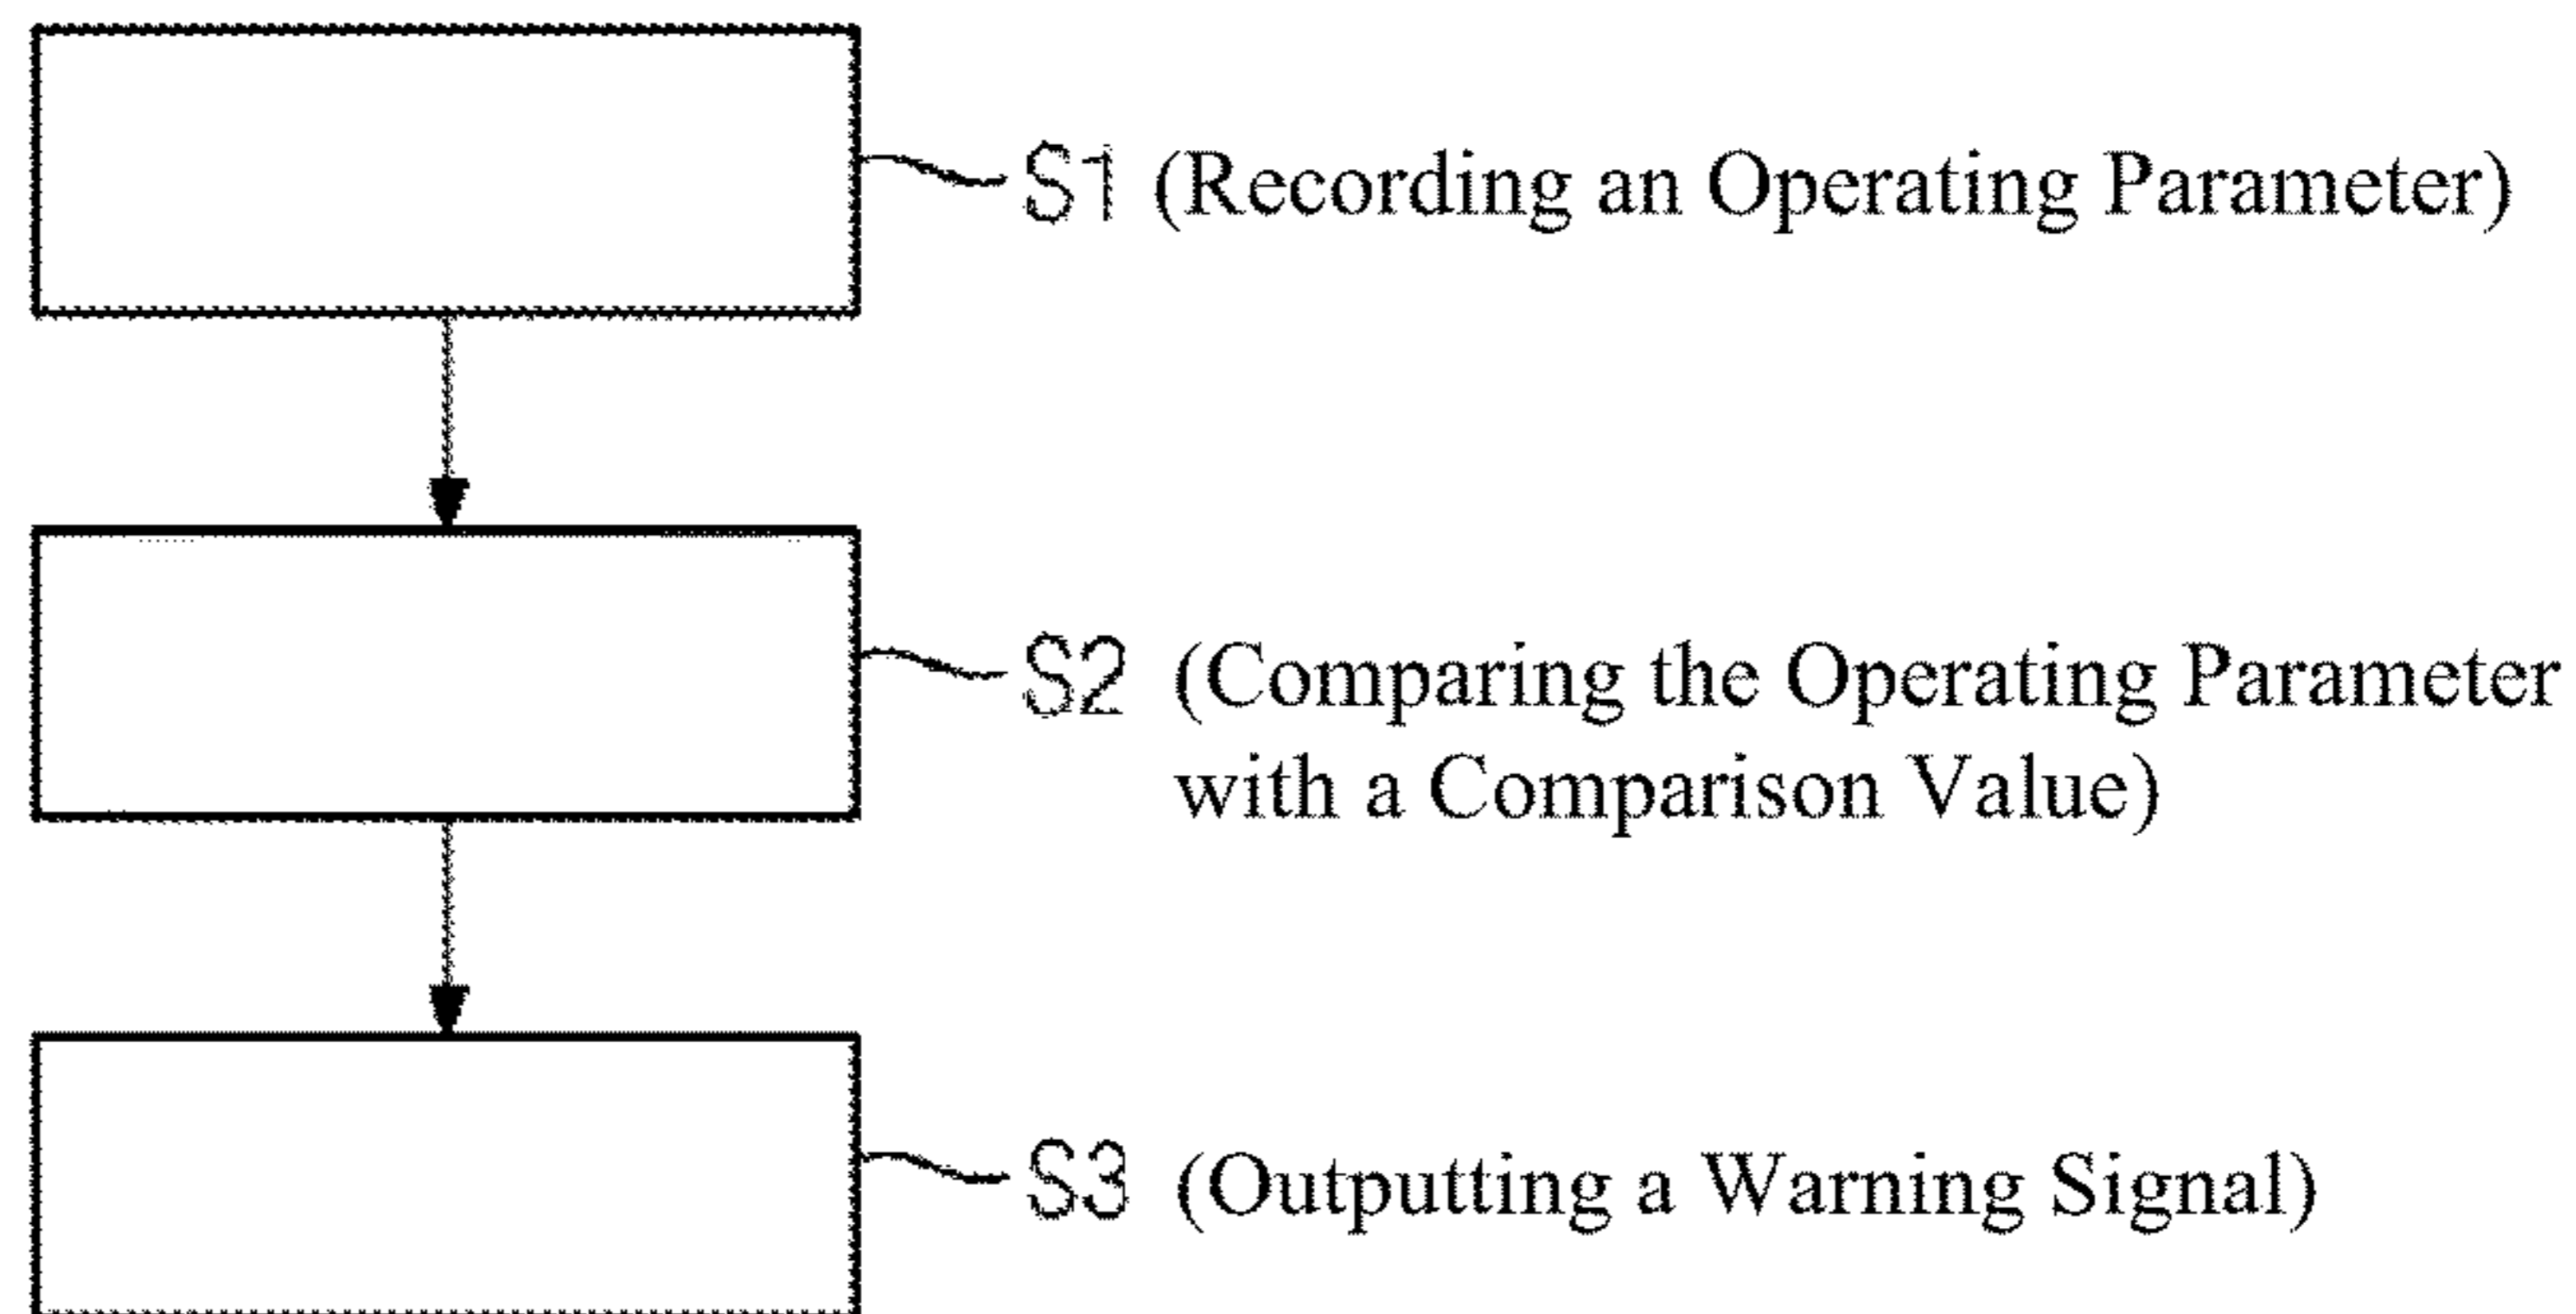 S1 (Recording an Operating Parameter)
S2 (Comparing the Operating Parameter
with a Comparison Value)
S3 (Outputting a Warning Signal)